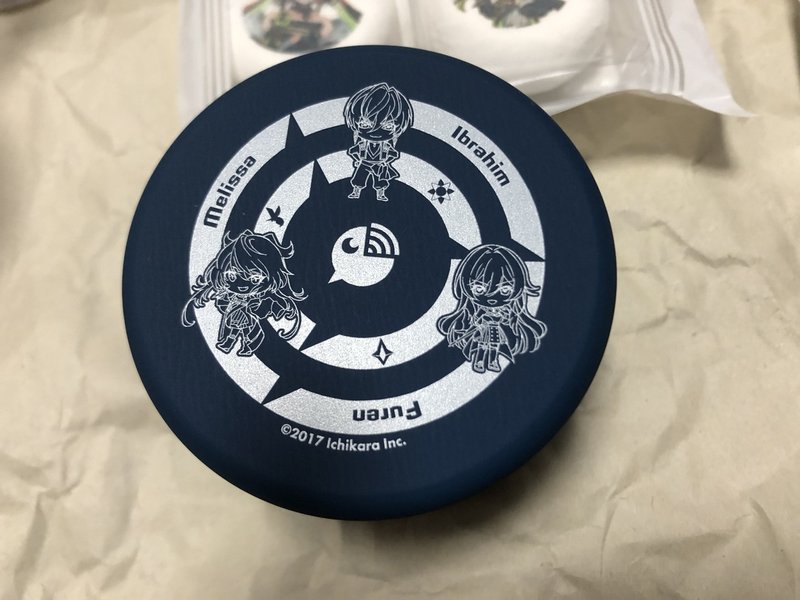 Melissa
Ibrahim
Furen
©2017 Ichikara Inc.